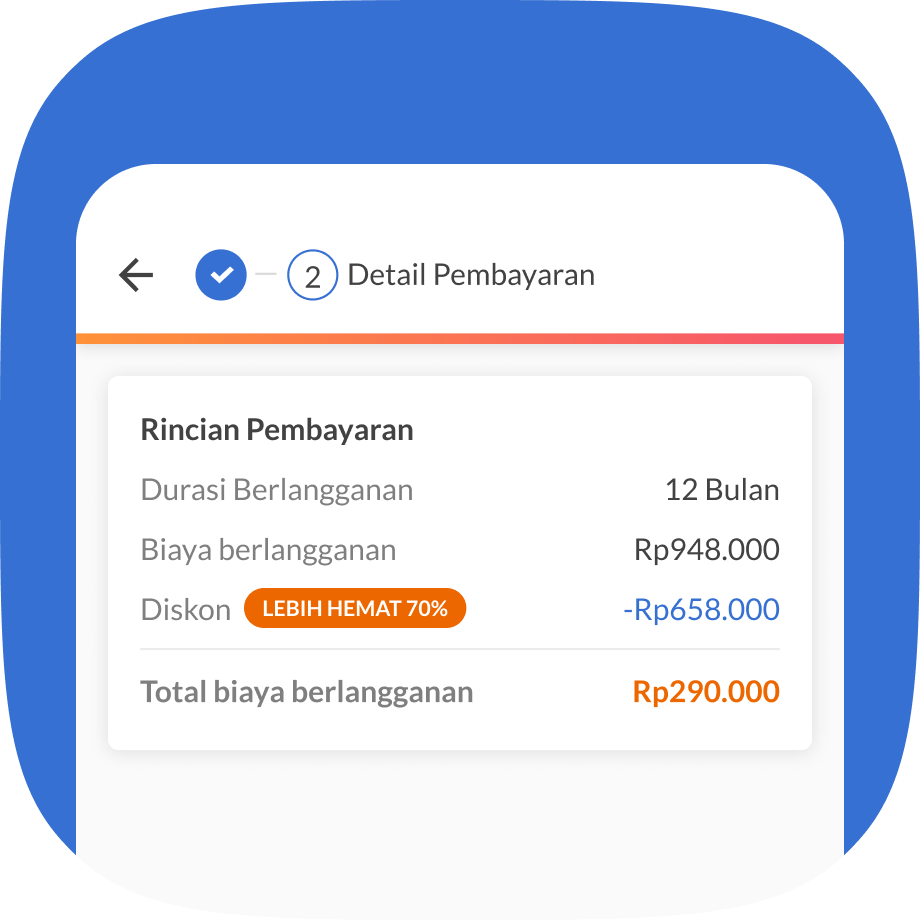 2 Detail Pembayaran
Rincian Pembayaran
Durasi Berlangganan 12 Bulan
Biaya berlangganan Rp948.000
Diskon LEBIH HEMAT 70% -Rp658.000
Total biaya berlangganan Rp290.000